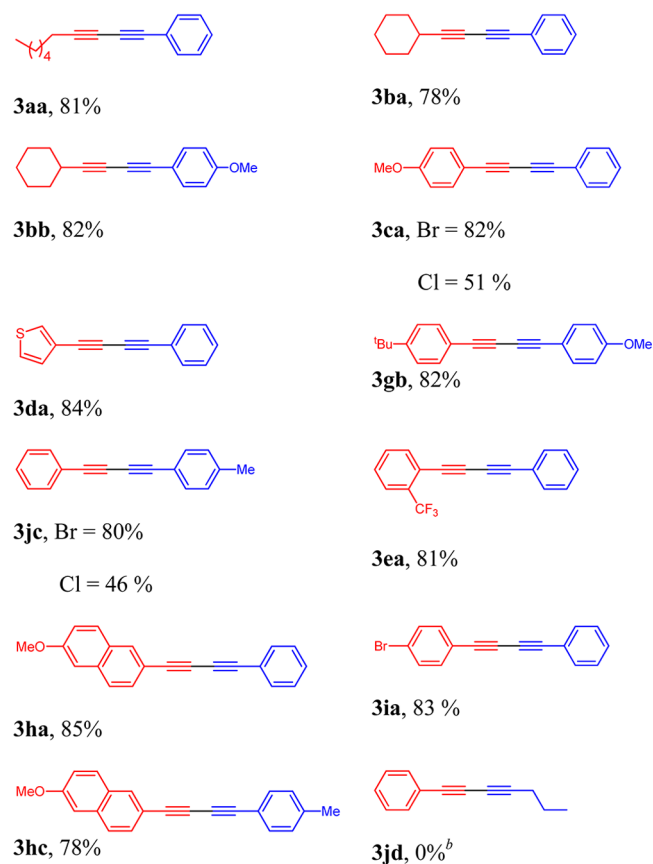 4
3aa, 81%
3ba, 78%
OMe
3bb, 82%
MeO
3ca, Br = 82%
Cl = 51 %
S
3da, 84%
tBu
OMe
3gb, 82%
Me
3jc, Br = 80%
Cl = 46 %
CF3
3ea, 81%
MeO
3ha, 85%
Br
3ia, 83 %
MeO
Me
3hc, 78%
3jd, 0%b